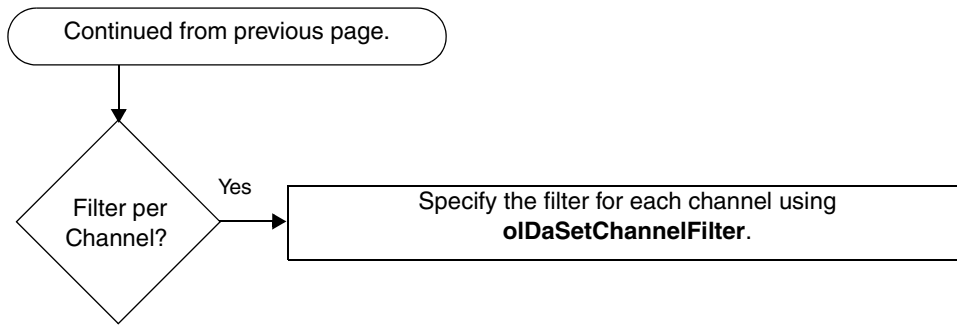 Continued from previous page.
Filter per
Channel?
Yes
Specify the filter for each channel using
olDaSetChannelFilter.